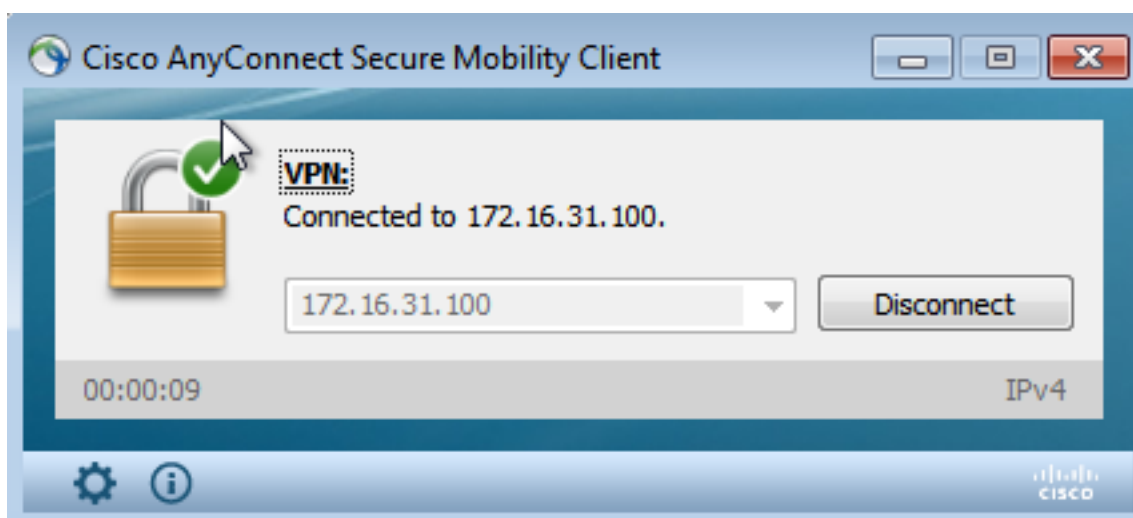 Cisco AnyConnect Secure Mobility Client
VPN:
Connected to 172.16.31.100.
172.16.31.100
Disconnect
00:00:09
IPv4
CISCO